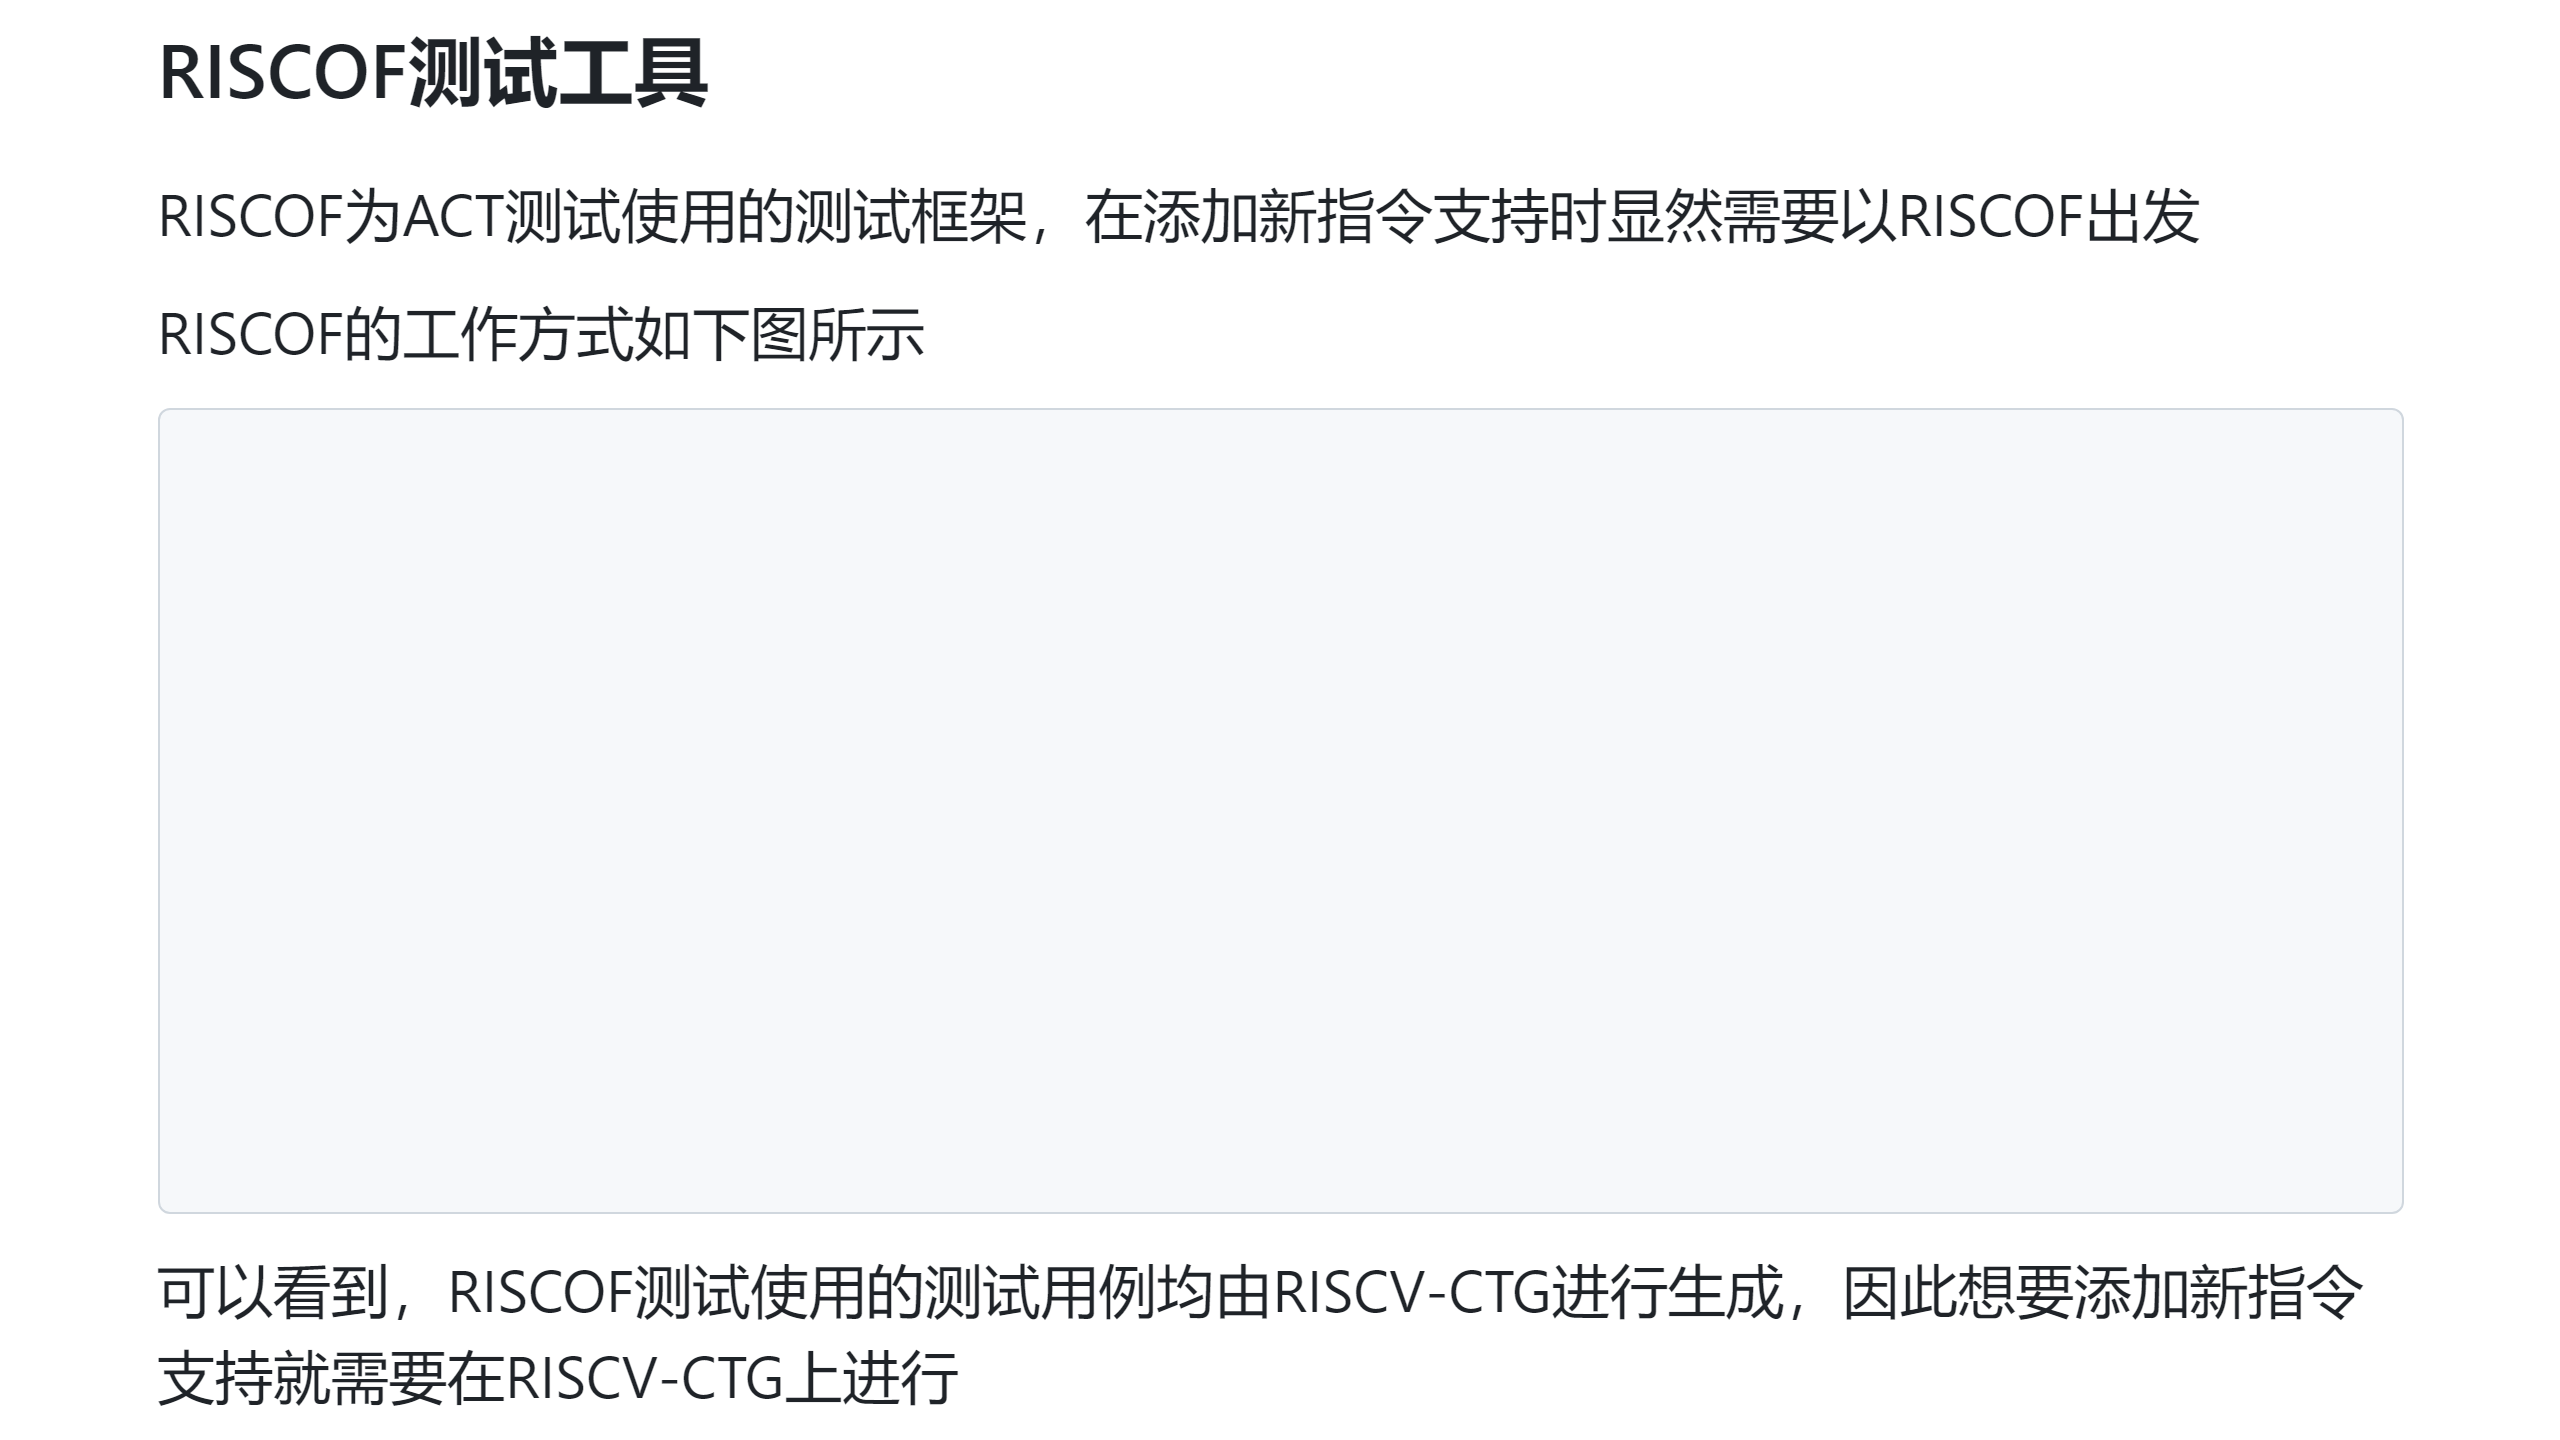 RISCOF测试工具
RISCOF为ACT测试使用的测试框架，在添加新指令支持时显然需要以RISCOF出发
RISCOF的工作方式如下图所示
可以看到，RISCOF测试使用的测试用例均由RISCV-CTG进行生成，因此想要添加新指令
支持就需要在RISCV-CTG上进行